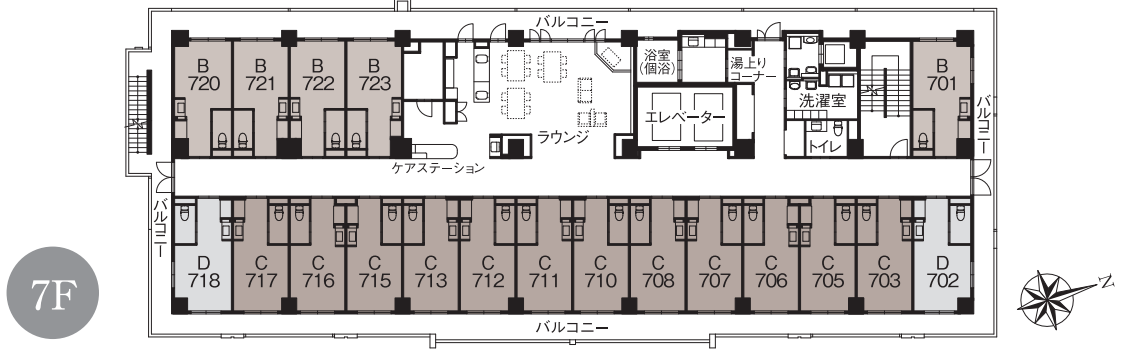 バルコニー
B
720
B
721
B
722
B
723
浴室
(個浴)
湯上り
コーナー
洗濯室
B
701
エレベーター
ラウンジ
トイレ
ケアステーション
バルコニー
バルコニー
D
718
C
717
C
716
C
715
C
713
C
712
C
711
C
710
C
708
C
707
C
706
C
705
C
703
D
702
7F
バルコニー
N